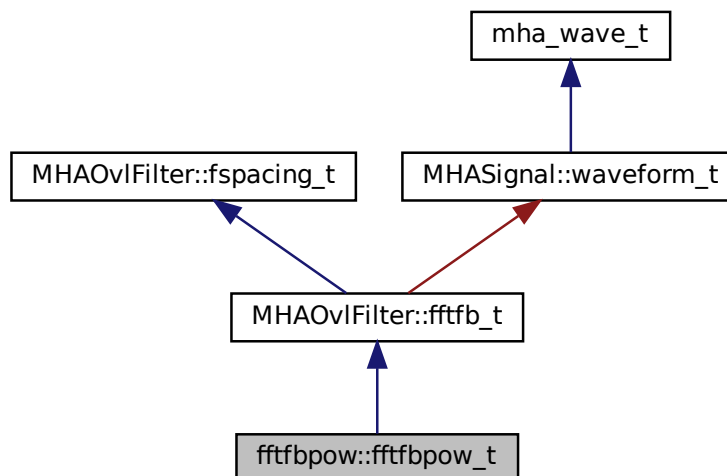 mha_wave_t
MHAOvlFilter::fspacing_t
MHASignal::waveform_t
MHAOvlFilter::fftfb_t
fftfbpow::fftfbpow_t